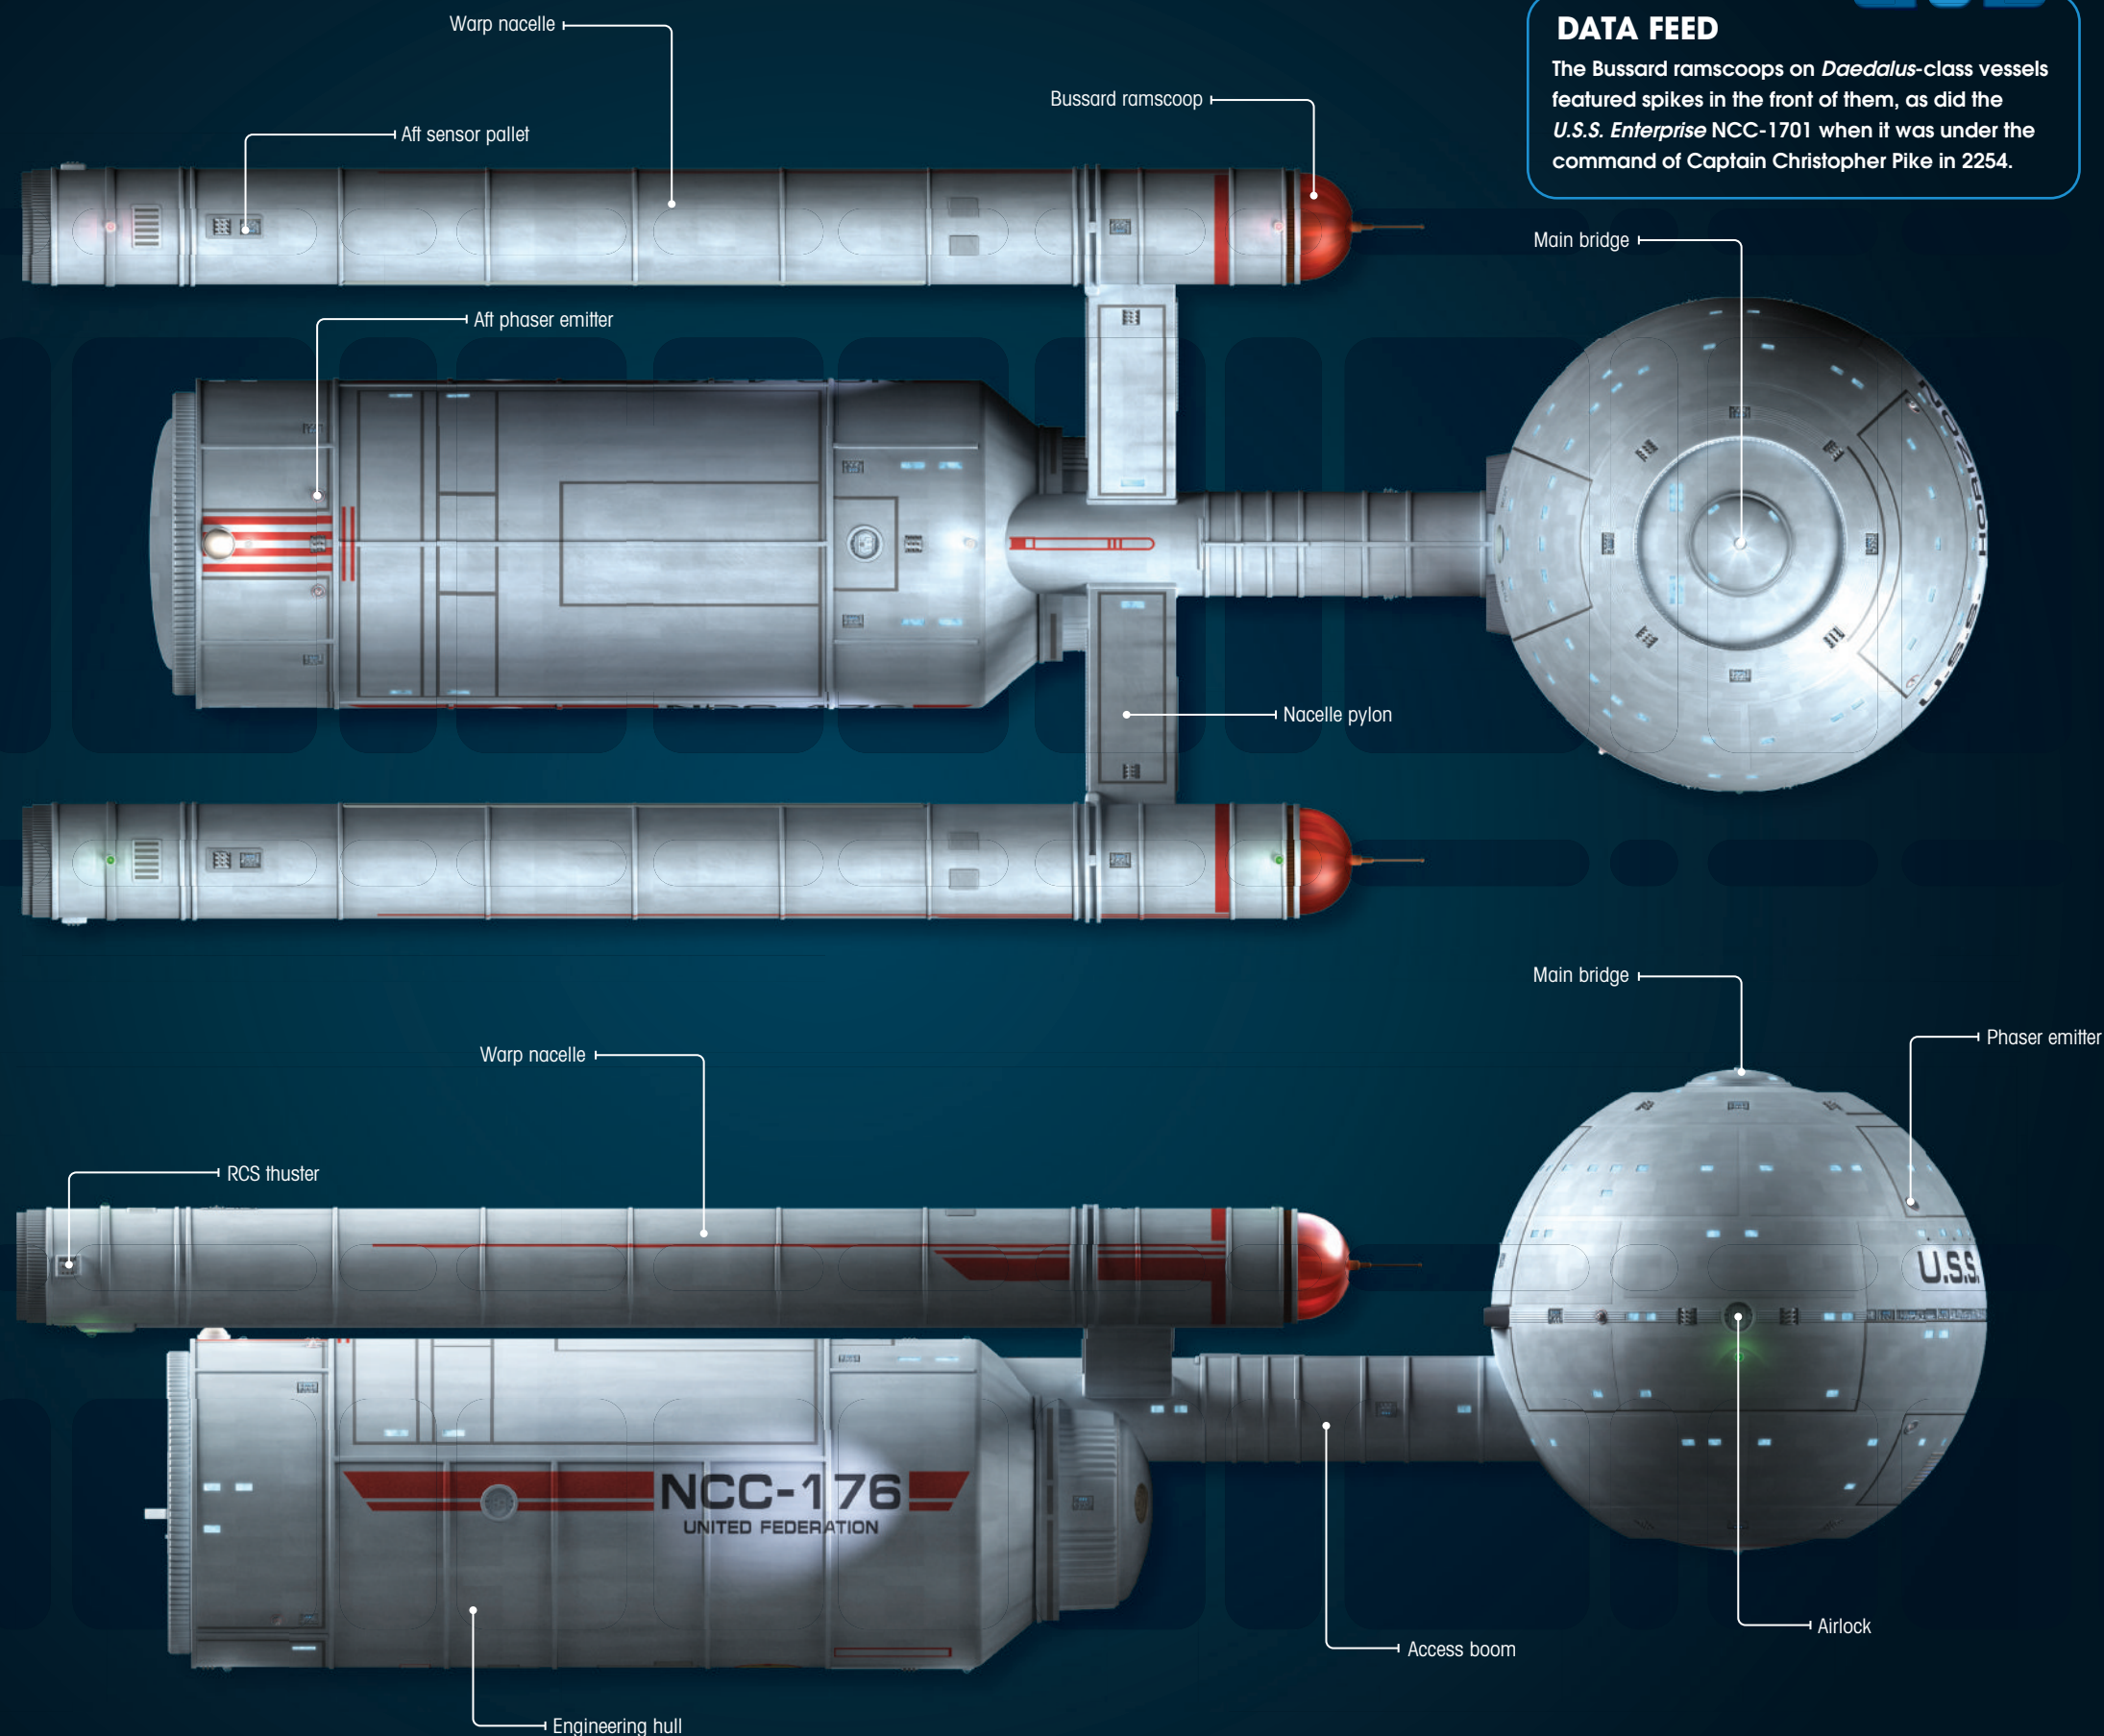 Warp nacelle
DATA FEED
The Bussard ramscoops on Daedalus-class vessels
featured spikes in the front of them, as did the
U.S.S. Enterprise NCC-1701 when it was under the
command of Captain Christopher Pike in 2254.
Bussard ramscoop
Aft sensor pallet
Main bridge
Aft phaser emitter
HORIZON
U.S.S.
Nacelle pylon
Main bridge
Phaser emitter
Warp nacelle
RCS thuster
U.S.S.
NCC-176
UNITED FEDERATION
Airlock
Access boom
Engineering hull